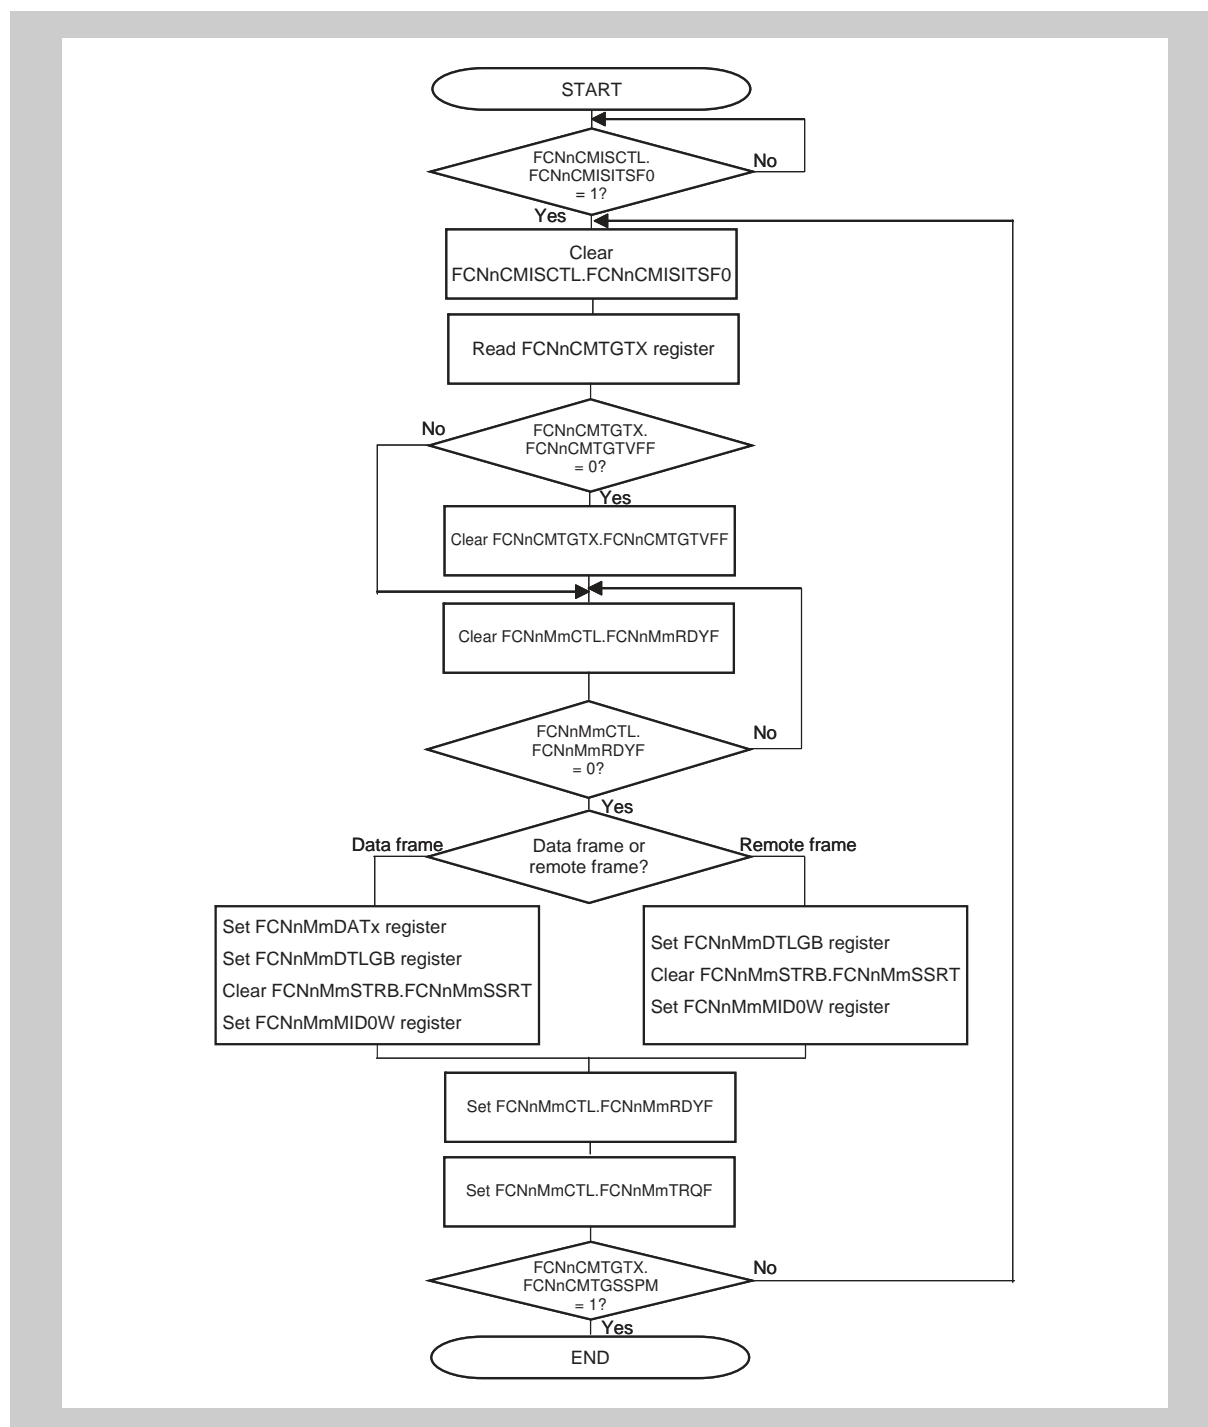 START
FCNnCMISCTL.
FCNnCMISITSF0
= 1?
No
Yes
Clear
FCNnCMISCTL.FCNnCMISITSF0
Read FCNnCMTGTX register
No
FCNnCMTGTX.
FCNnCMTGTVFF
= 0?
Yes
Clear FCNnCMTGTX.FCNnCMTGTVFF
Clear FCNnMmCTL.FCNnMmRDYF
FCNnMmCTL.
FCNnMmRDYF
= 0?
No
Yes
Data frame
Data frame or
remote frame?
Remote frame
Set FCNnMmDATx register
Set FCNnMmDTLGB register
Clear FCNnMmSTRB.FCNnMmSSRT
Set FCNnMmMID0W register
Set FCNnMmDTLGB register
Clear FCNnMmSTRB.FCNnMmSSRT
Set FCNnMmMID0W register
Set FCNnMmCTL.FCNnMmRDYF
Set FCNnMmCTL.FCNnMmTRQF
FCNnCMTGTX.
FCNnCMTGSSPM
= 1?
No
Yes
END